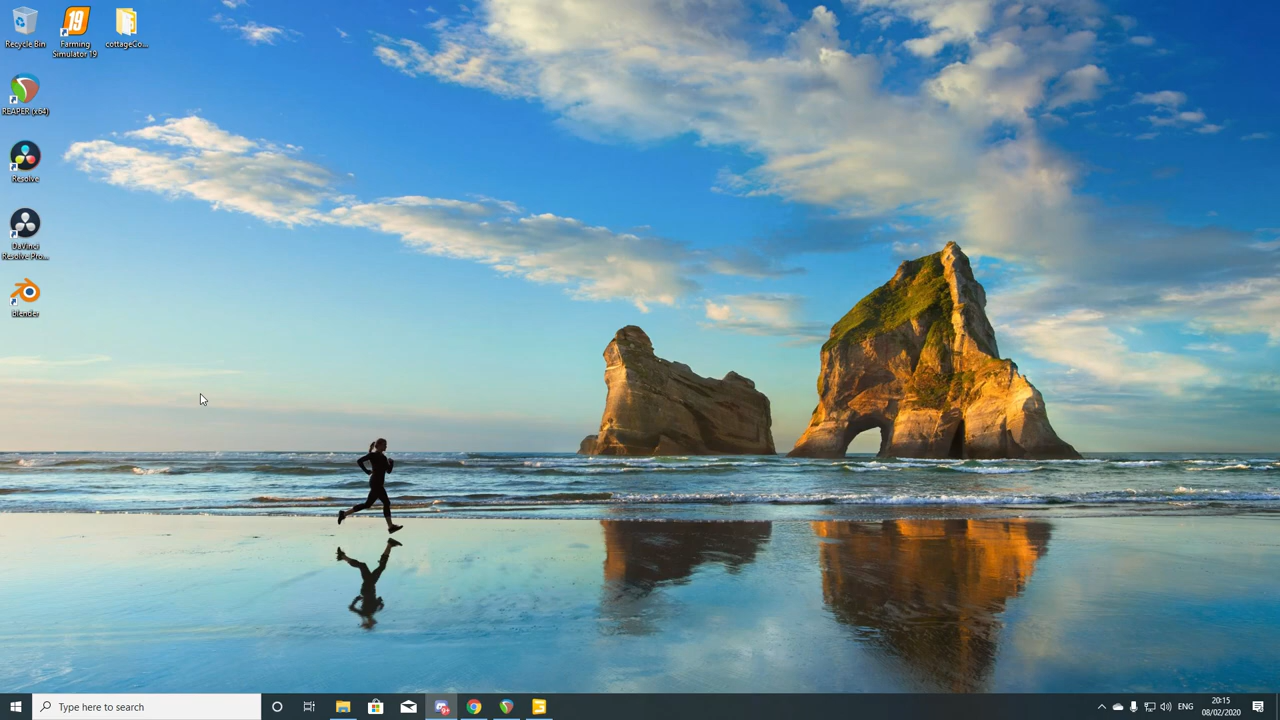 19
Recycle Bin
Farming
Simulator 19
cottageCo...
REAPER (x64)
Resolve
DaVinci
Resolve Pro...
Blender
Type here to search
ENG
20:15
08/02/2020